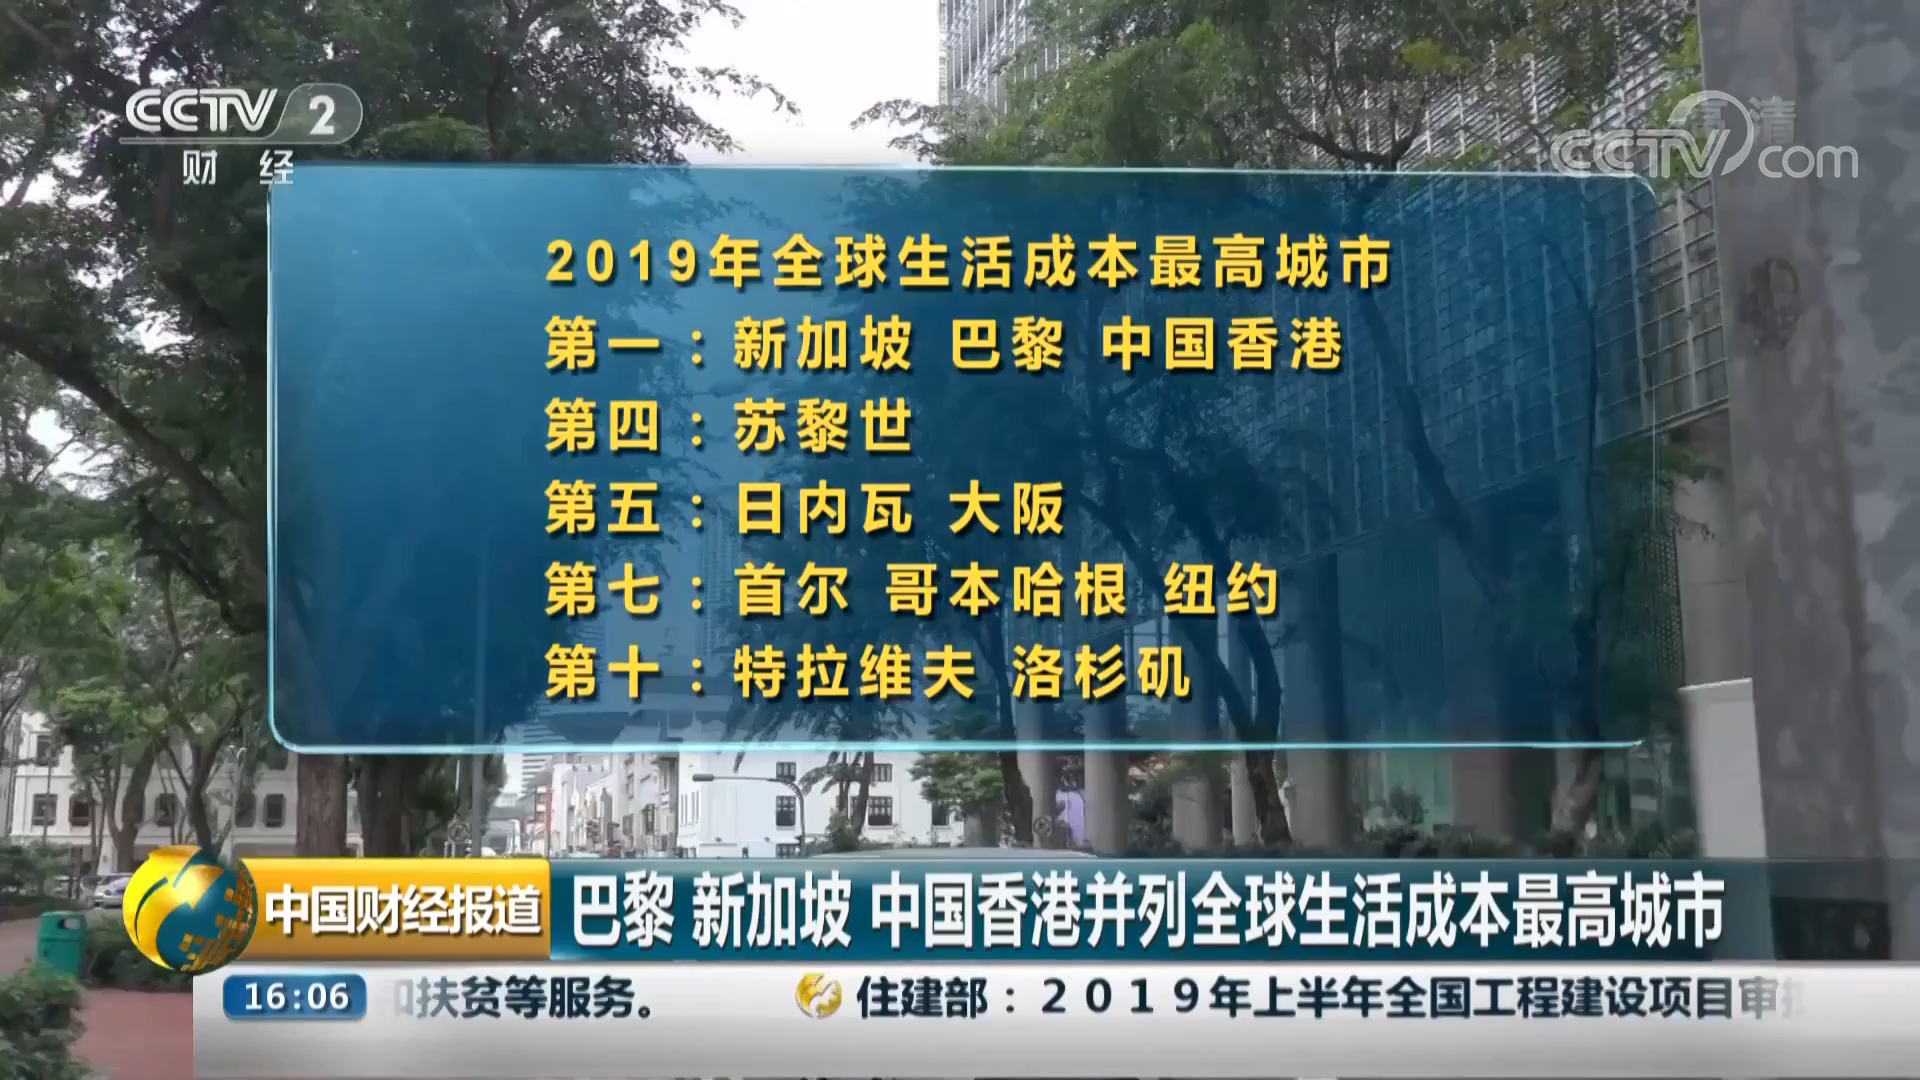 CCTV 2
财 经
高清
CCTV com
2019年全球生活成本最高城市
第一：新加坡 巴黎 中国香港
第四：苏黎世
第五：日内瓦 大阪
第七：首尔 哥本哈根 纽约
第十：特拉维夫 洛杉矶
中国财经报道
巴黎 新加坡 中国香港并列全球生活成本最高城市
16:06
扶贫等服务。 住建部：2019年上半年全国工程建设项目审